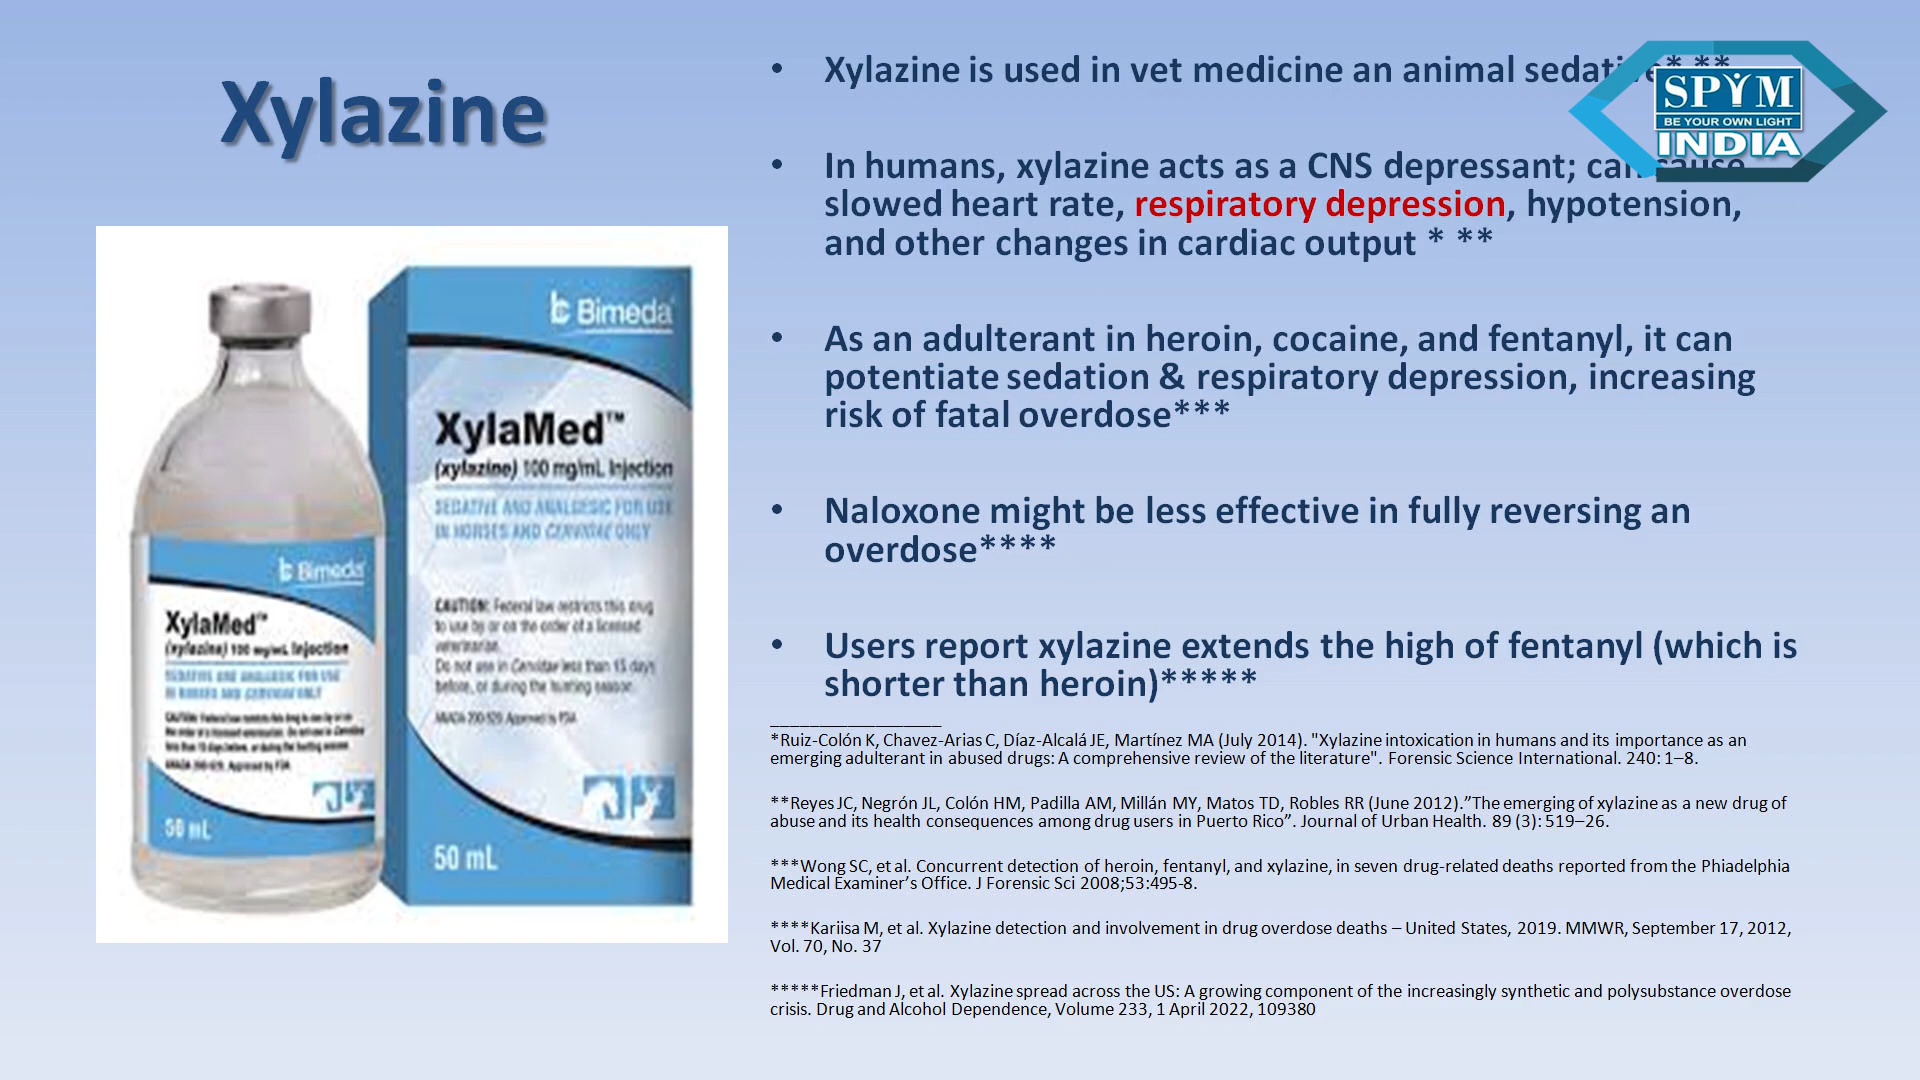 Xylazine
• Xylazine is used in vet medicine an animal * **
• In humans, xylazine acts as a CNS depressant; can cause
slowed heart rate, respiratory depression, hypotension,
and other changes in cardiac output * **
• As an adulterant in heroin, cocaine, and fentanyl, it can
potentiate sedation & respiratory depression, increasing
risk of fatal overdose***
• Naloxone might be less effective in fully reversing an
overdose****
• Users report xylazine extends the high of fentanyl (which is
shorter than heroin)*****
*Ruiz-Colón K, Chavez-Arias C, Díaz-Alcalá JE, Martínez MA (July 2014). "Xylazine intoxication in humans and its importance as an
emerging adulterant in abused drugs: A comprehensive review of the literature". Forensic Science International. 240: 1–8.
**Reyes JC, Negrón JL, Colón HM, Padilla AM, Millán MY, Matos TD, Robles RR (June 2012).”The emerging of xylazine as a new drug of
abuse and its health consequences among drug users in Puerto Rico”. Journal of Urban Health. 89 (3): 519–26.
***Wong SC, et al. Concurrent detection of heroin, fentanyl, and xylazine, in seven drug-related deaths reported from the Phiadelphia
Medical Examiner’s Office. J Forensic Sci 2008;53:495-8.
****Kariisa M, et al. Xylazine detection and involvement in drug overdose deaths – United States, 2019. MMWR, September 17, 2012,
Vol. 70, No. 37
*****Friedman J, et al. Xylazine spread across the US: A growing component of the increasingly synthetic and polysubstance overdose
crisis. Drug and Alcohol Dependence, Volume 233, 1 April 2022, 109380
SPYM
BE YOUR OWN LIGHT
INDIA
Bimeda
XylaMed™
(xylazine) 100 mg/mL Injection
SEDATIVE AND ANALGESIC FOR USE
IN HORSES AND CERVIDAE ONLY
CAUTION: Federal law restricts this drug
to use by or on the order of a licensed
veterinarian.
Do not use in Cervidae less than 15 days
before, or during the hunting season.
Approved by FDA
50 mL
Bimeda
XylaMed™
(xylazine) 100 mg/mL Injection
SEDATIVE AND ANALGESIC FOR USE
IN HORSES AND CERVIDAE ONLY
50 mL